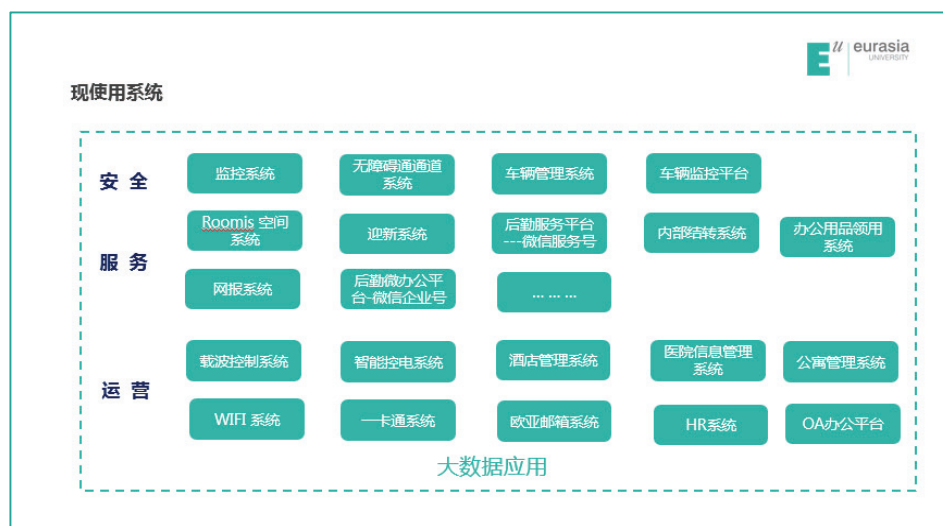 eurasia
UNIVERSITY
现使用系统
安 全
监控系统
无障碍通通道
系统
车辆管理系统
车辆监控平台
服 务
Roomis 空间
系统
迎新系统
后勤服务平台
---微信服务号
内部结转系统
办公用品领用
系统
网报系统
后勤微办公平
台-微信企业号
... ... ...
运 营
载波控制系统
智能控电系统
酒店管理系统
医院信息管理
系统
公寓管理系统
WIFI 系统
一卡通系统
欧亚邮箱系统
HR系统
OA办公平台
大数据应用